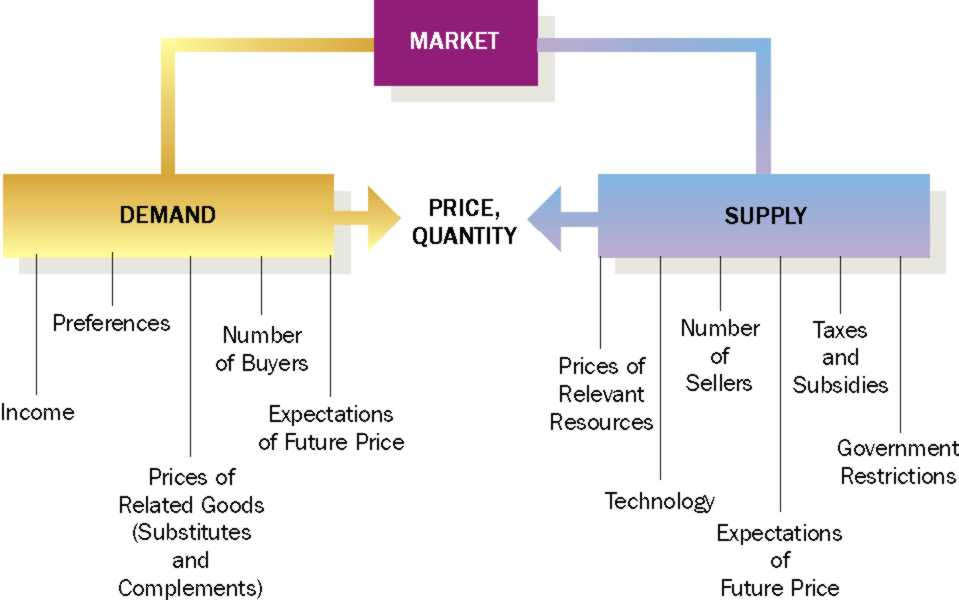 MARKET
DEMAND
PRICE,
QUANTITY
SUPPLY
Income
Preferences
Prices of
Related Goods
(Substitutes
and
Complements)
Number
of Buyers
Expectations
of Future Price
Prices of
Relevant
Resources
Technology
Number
of
Sellers
Expectations
of
Future Price
Taxes
and
Subsidies
Government
Restrictions